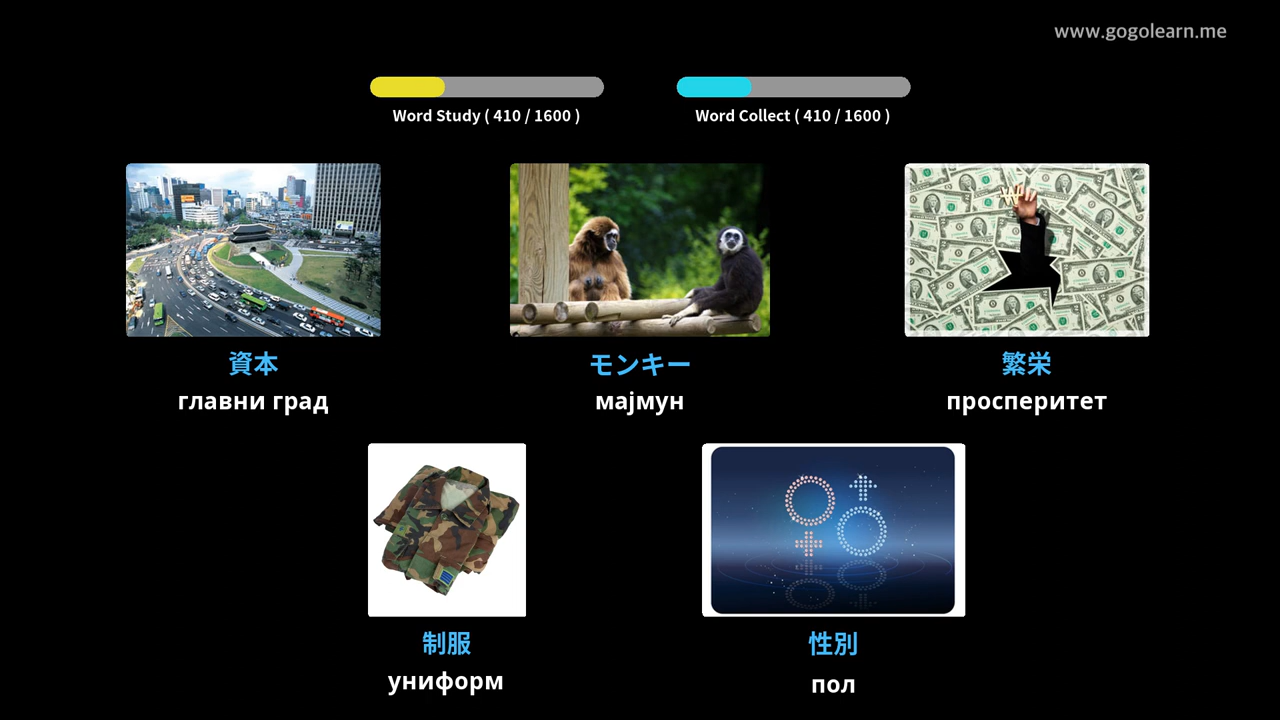 www.gogolearn.me
Word Study ( 410 / 1600 )
Word Collect ( 410 / 1600 )
資本
モンキー
繁栄
главни град
мајмун
просперитет
制服
性別
униформ
пол